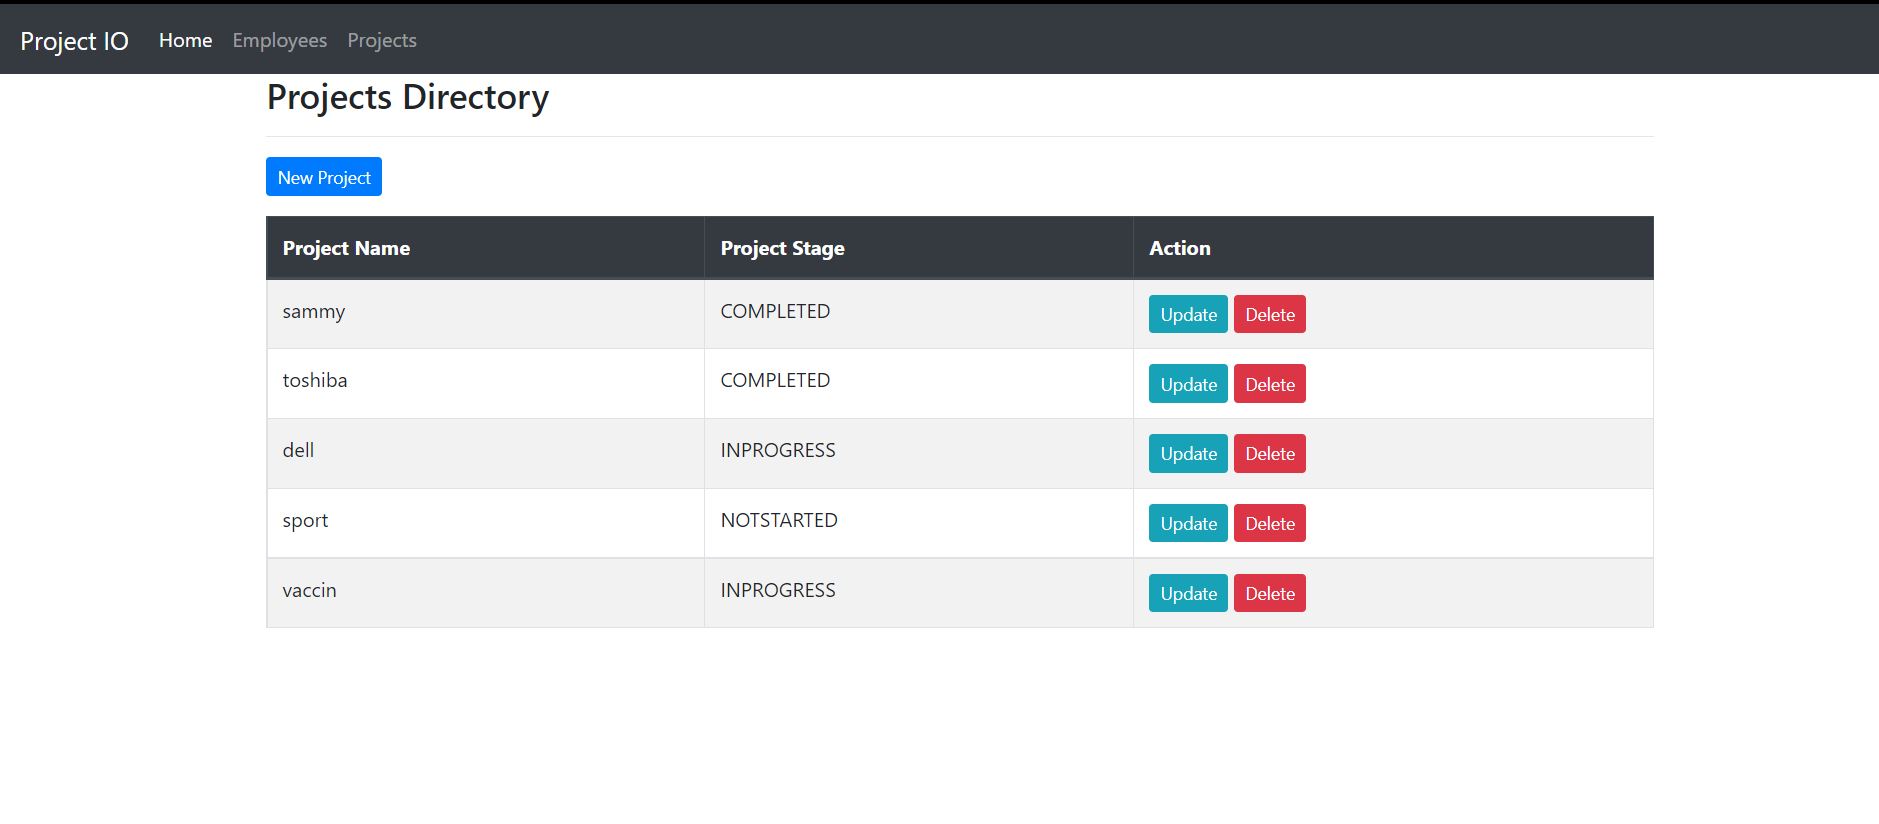 Project IO Home Employees Projects
Projects Directory
New Project
Project Name Project Stage Action
sammy COMPLETED Update Delete
toshiba COMPLETED Update Delete
dell INPROGRESS Update Delete
sport NOTSTARTED Update Delete
vaccin INPROGRESS Update Delete